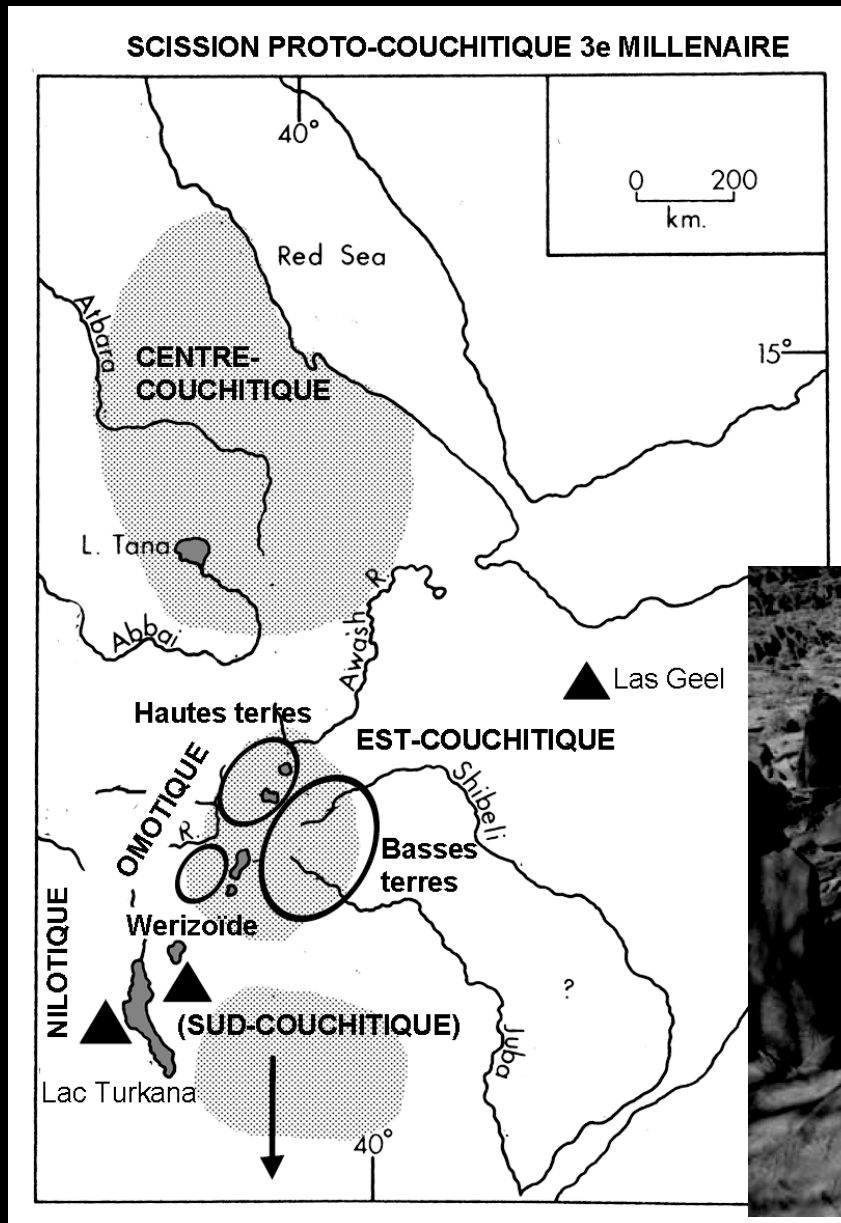 SCISSION PROTO-COUCHITIQUE 3e MILLENAIRE
40°
0 200
km.
Red Sea
Atbara
15°
CENTRE-
COUCHITIQUE
L. Tana
Abbai
Awash R.
Las Geel
Hautes terres
EST-COUCHITIQUE
Shibeli
OMOTIQUE
R.
Basses
terres
Werizoïde
NILOTIQUE
?
(SUD-COUCHITIQUE)
Juba
Lac Turkana
40°